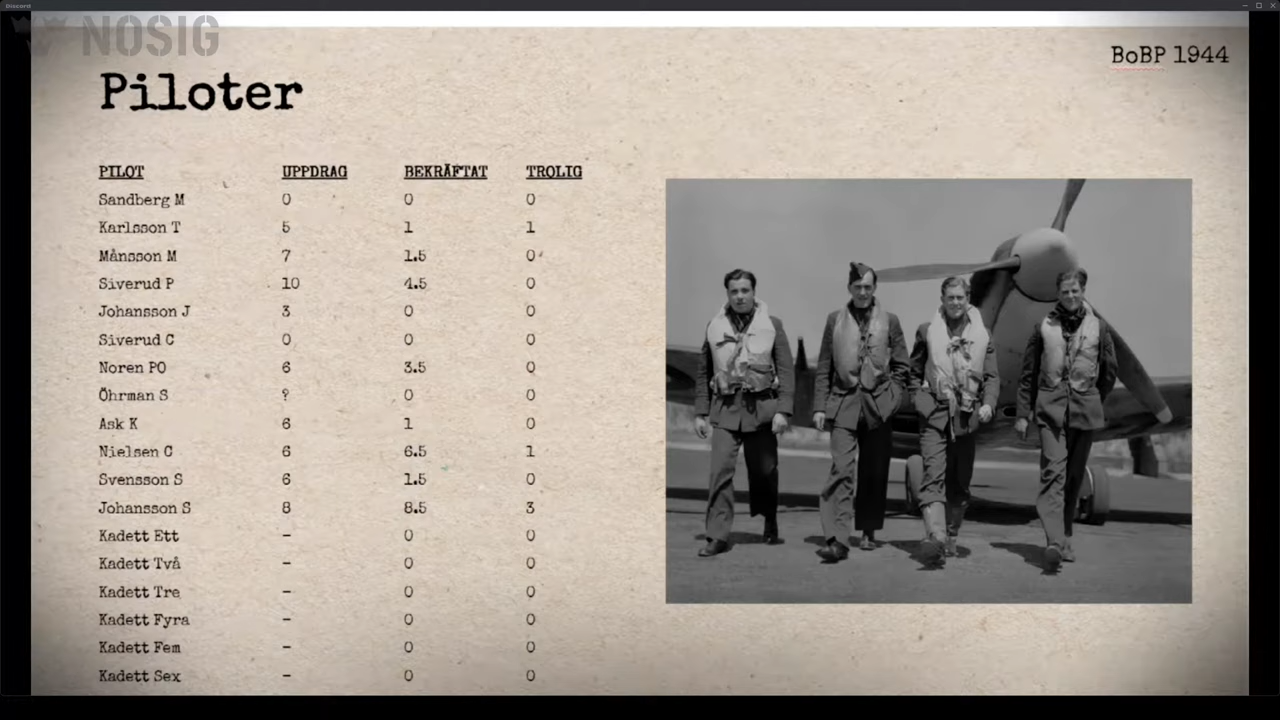 Discord
NOSIG
BoBP 1944
Piloter
PILOT UPPDRAG BEKRÄFTAT TROLIG
Sandberg M 0 0 0
Karlsson T 5 1 1
Månsson M 7 1.5 0
Siverud P 10 4.5 0
Johansson J 3 0 0
Siverud C 0 0 0
Noren PO 6 3.5 0
Öhrman S ? 0 0
Ask K 6 1 0
Nielsen C 6 6.5 1
Svensson S 6 1.5 0
Johansson S 8 8.5 3
Kadett Ett - 0 0
Kadett Två - 0 0
Kadett Tre - 0 0
Kadett Fyra - 0 0
Kadett Fem - 0 0
Kadett Sex - 0 0